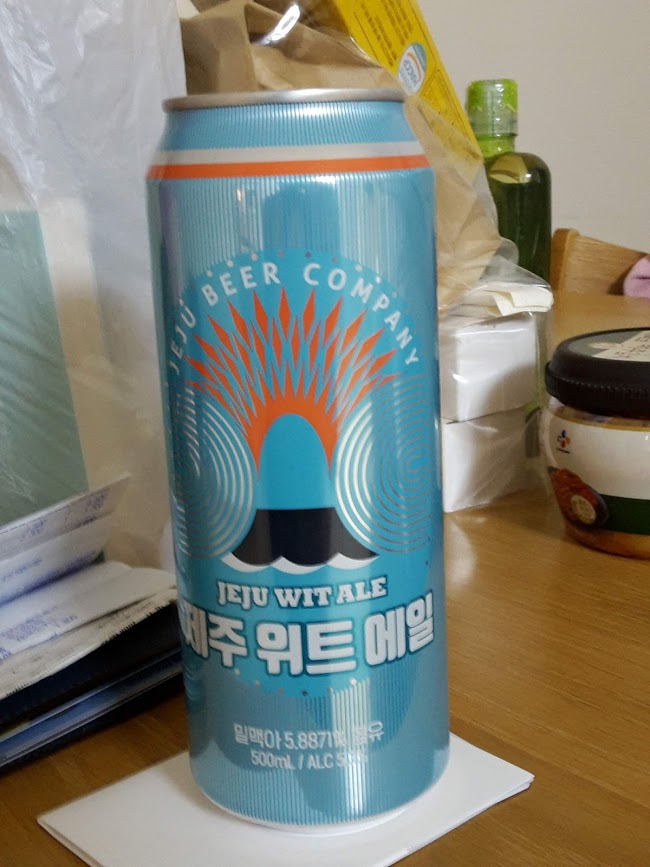 JEJU BEER COMPANY
JEJU WIT ALE
제주 위트 에일
밀맥아 5.8871% 함유
500mL / ALC